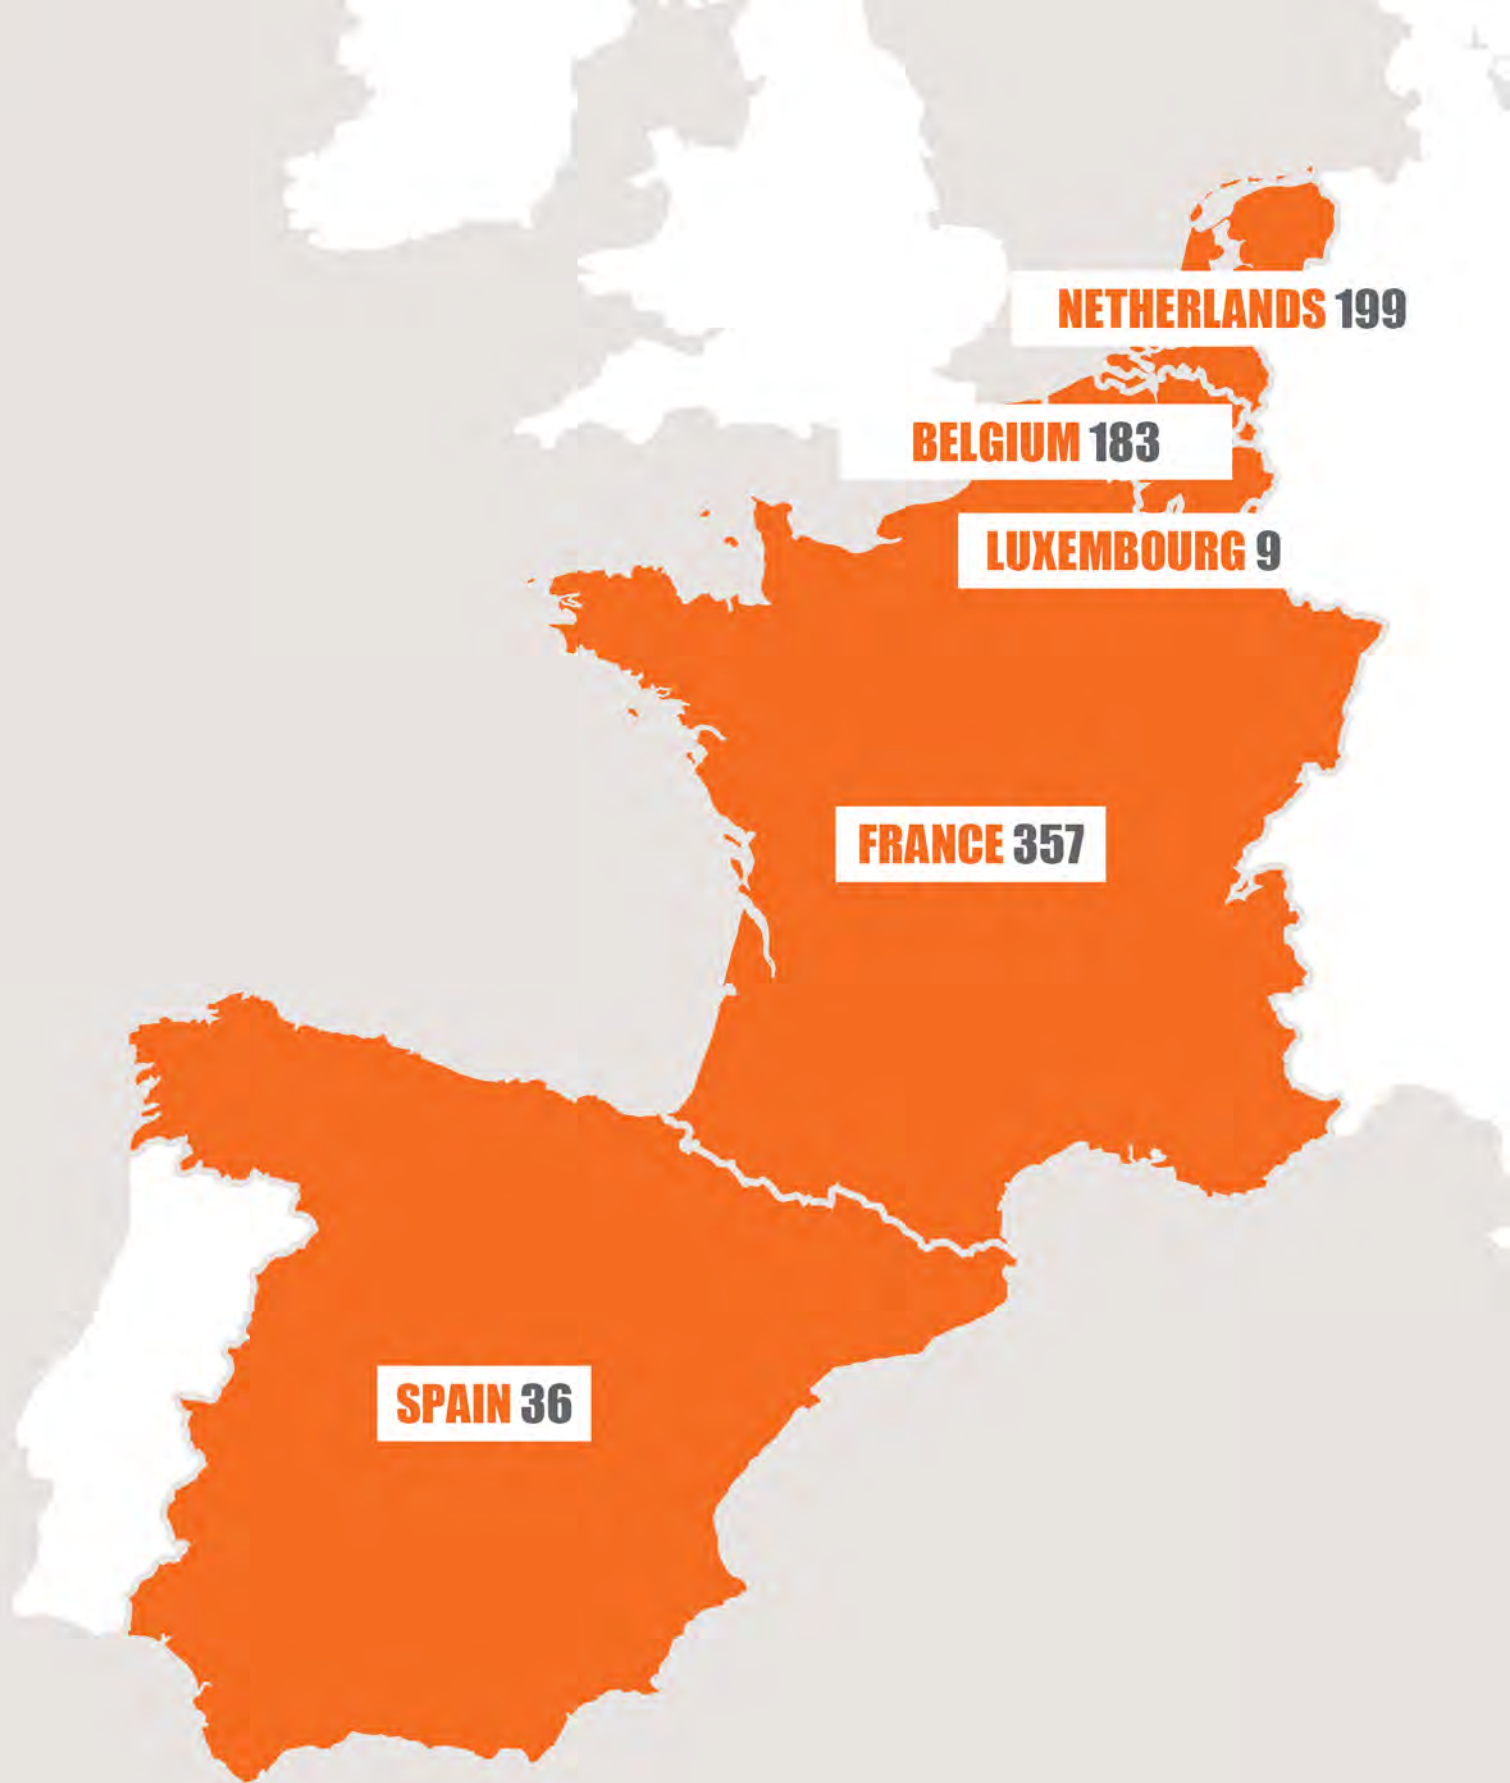 NETHERLANDS 199
BELGIUM 183
LUXEMBOURG 9
FRANCE 357
SPAIN 36